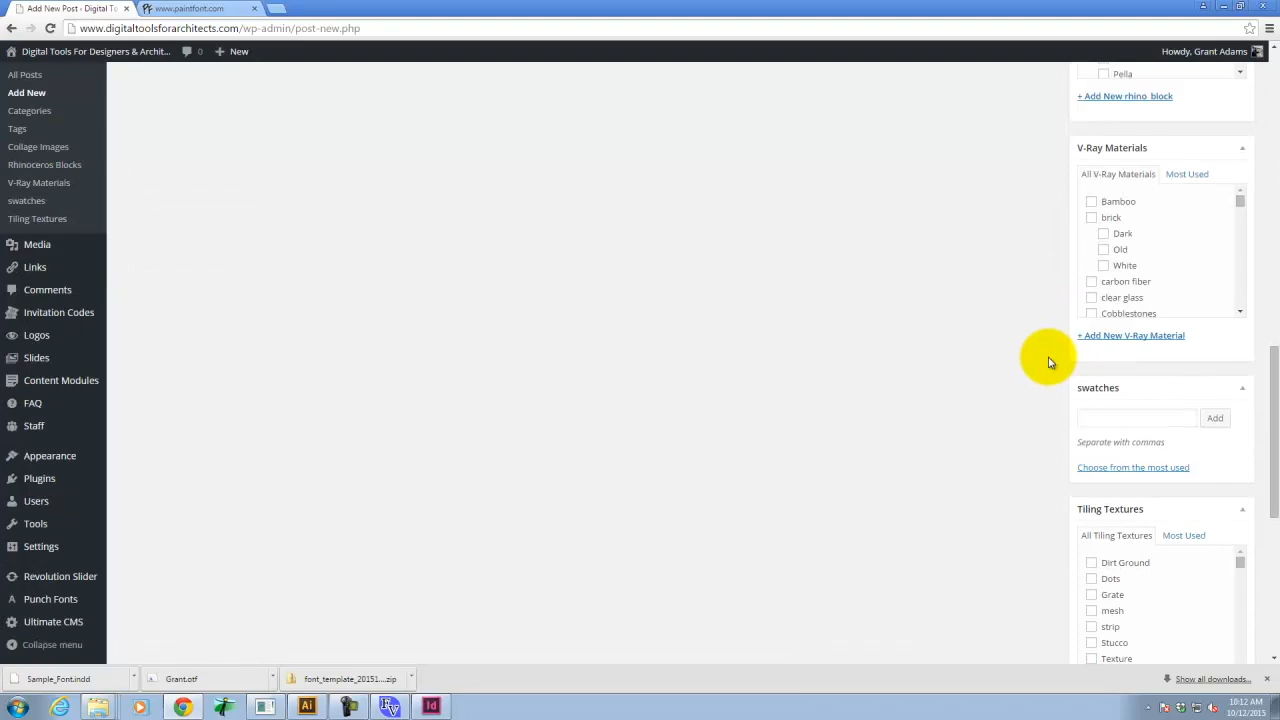 Add New Post ‹ Digital To
www.paintfont.com
www.digitaltoolsforarchitects.com/wp-admin/post-new.php
Digital Tools For Designers & Archit...
0
New
Howdy, Grant Adams
All Posts
Add New
Categories
Tags
Collage Images
Rhinoceros Blocks
V-Ray Materials
swatches
Tiling Textures
Media
Links
Comments
Invitation Codes
Logos
Slides
Content Modules
FAQ
Staff
Appearance
Plugins
Users
Tools
Settings
Revolution Slider
Punch Fonts
Ultimate CMS
Collapse menu
Pella
+ Add New rhino_block
V-Ray Materials
All V-Ray Materials
Most Used
Bamboo
brick
Dark
Old
White
carbon fiber
clear glass
Cobblestones
+ Add New V-Ray Material
swatches
Add
Separate with commas
Choose from the most used
Tiling Textures
All Tiling Textures
Most Used
Dirt Ground
Dots
Grate
mesh
strip
Stucco
Texture
Sample_Font.indd
Grant.otf
font_template_20151....zip
Show all downloads...
Ai
Id
10:12 AM
10/12/2015